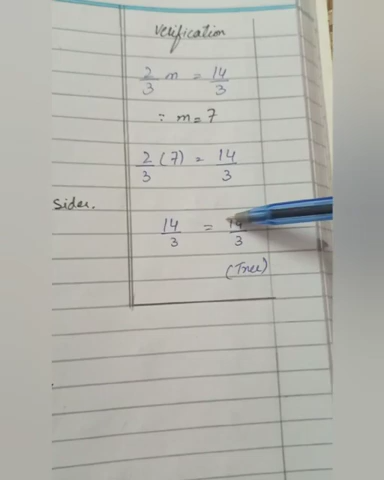 Verification
2/3 m = 14/3
∵ m = 7
2/3 (7) = 14/3
Sides.
14/3 = 14/3
(True)